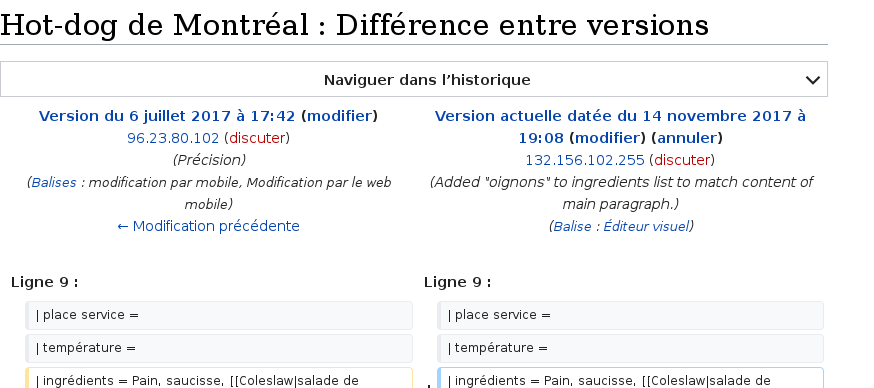 Hot-dog de Montréal : Différence entre versions
Naviguer dans l’historique
Version du 6 juillet 2017 à 17:42 (modifier)
96.23.80.102 (discuter)
(Précision)
(Balises : modification par mobile, Modification par le web
mobile)
← Modification précédente
Version actuelle datée du 14 novembre 2017 à
19:08 (modifier) (annuler)
132.156.102.255 (discuter)
(Added "oignons" to ingredients list to match content of
main paragraph.)
(Balise : Éditeur visuel)
Ligne 9 :
Ligne 9 :
| place service =
| place service =
| température =
| température =
| ingrédients = Pain, saucisse, [[Coleslaw|salade de
| ingrédients = Pain, saucisse, [[Coleslaw|salade de